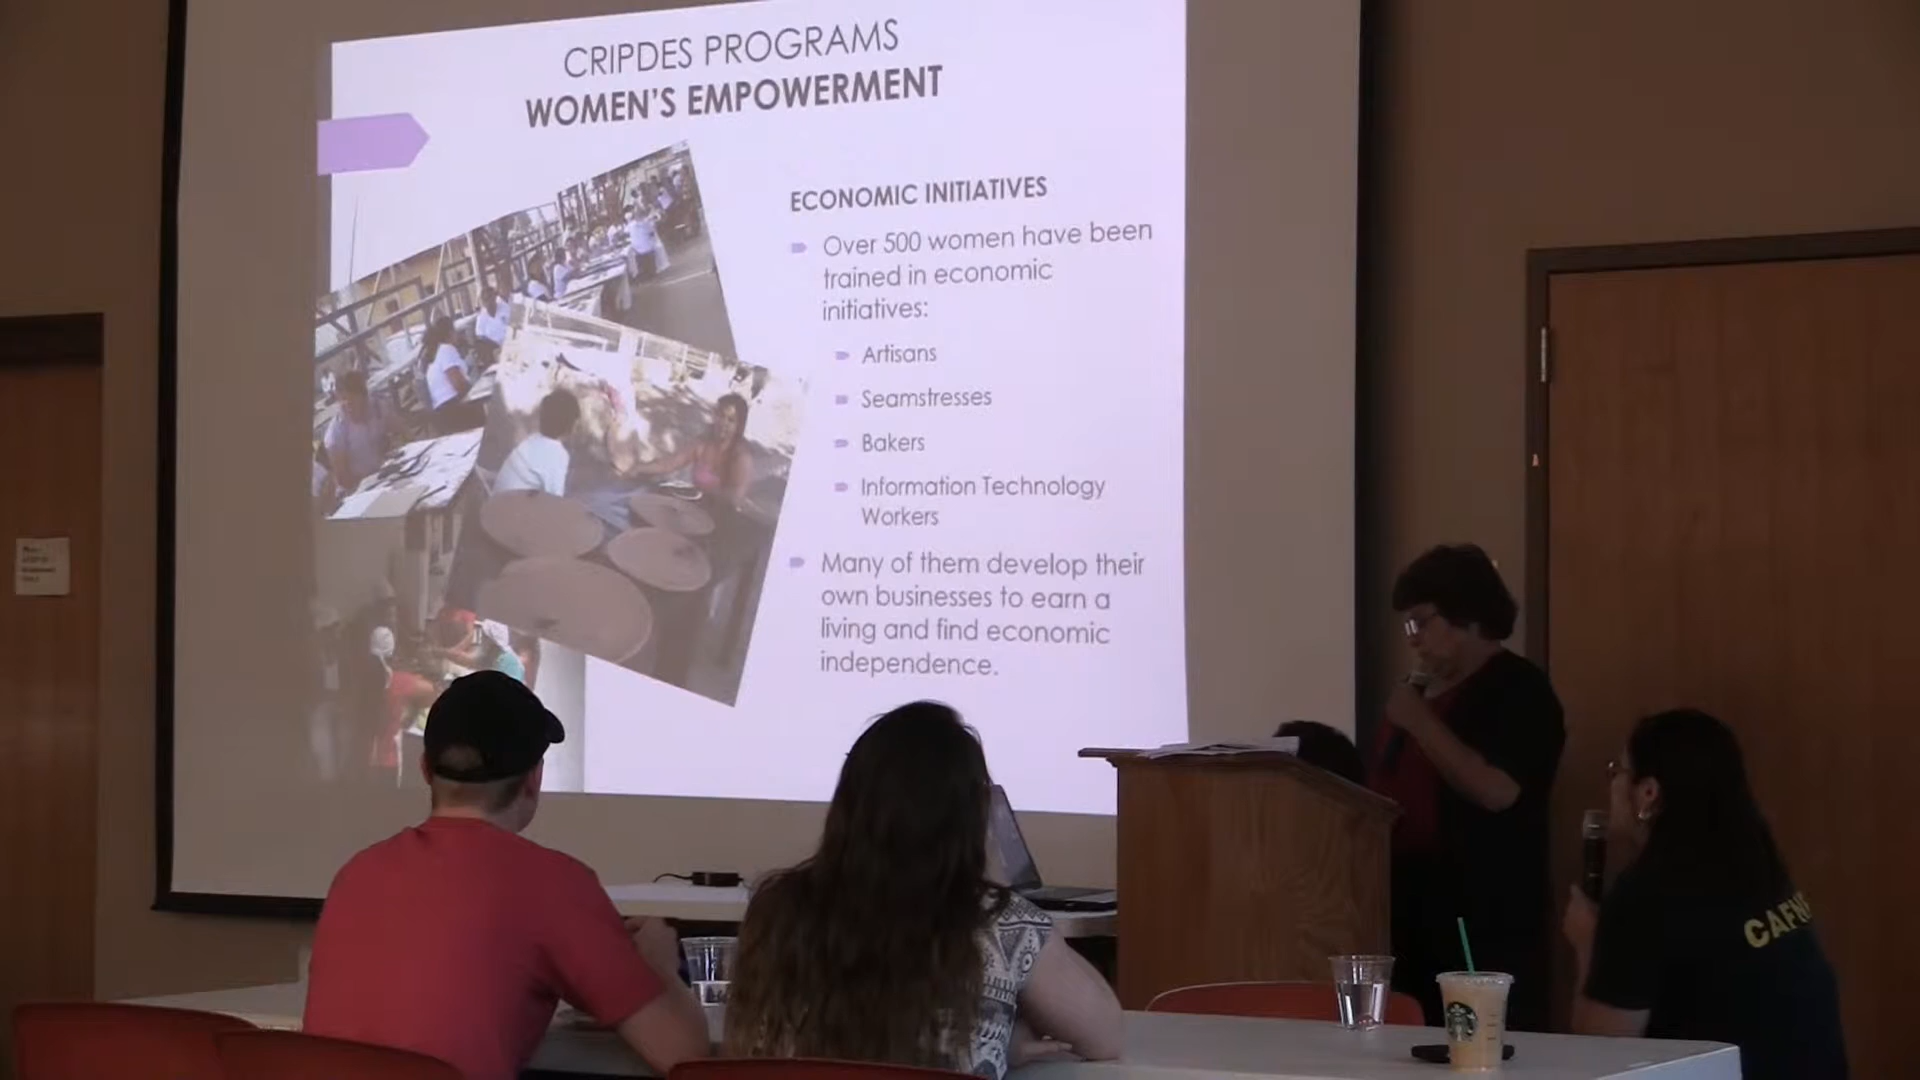 CRIPDES PROGRAMS
WOMEN'S EMPOWERMENT
ECONOMIC INITIATIVES
Over 500 women have been
trained in economic
initiatives:
Artisans
Seamstresses
Bakers
Information Technology
Workers
Many of them develop their
own businesses to earn a
living and find economic
independence.